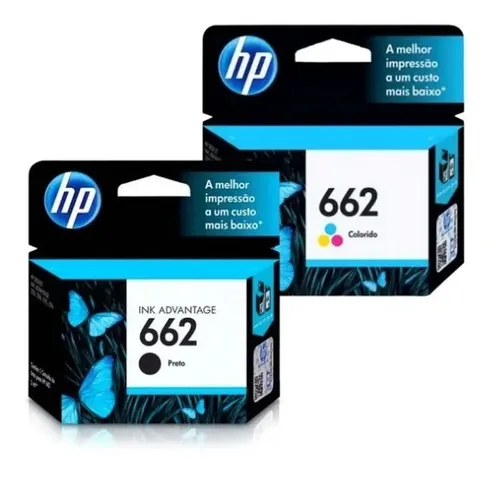 hp
A melhor
impressão
a um custo
mais baixo*
662
Colorido
hp
A melhor
impressão
a um custo
mais baixo*
INK ADVANTAGE
662
Preto